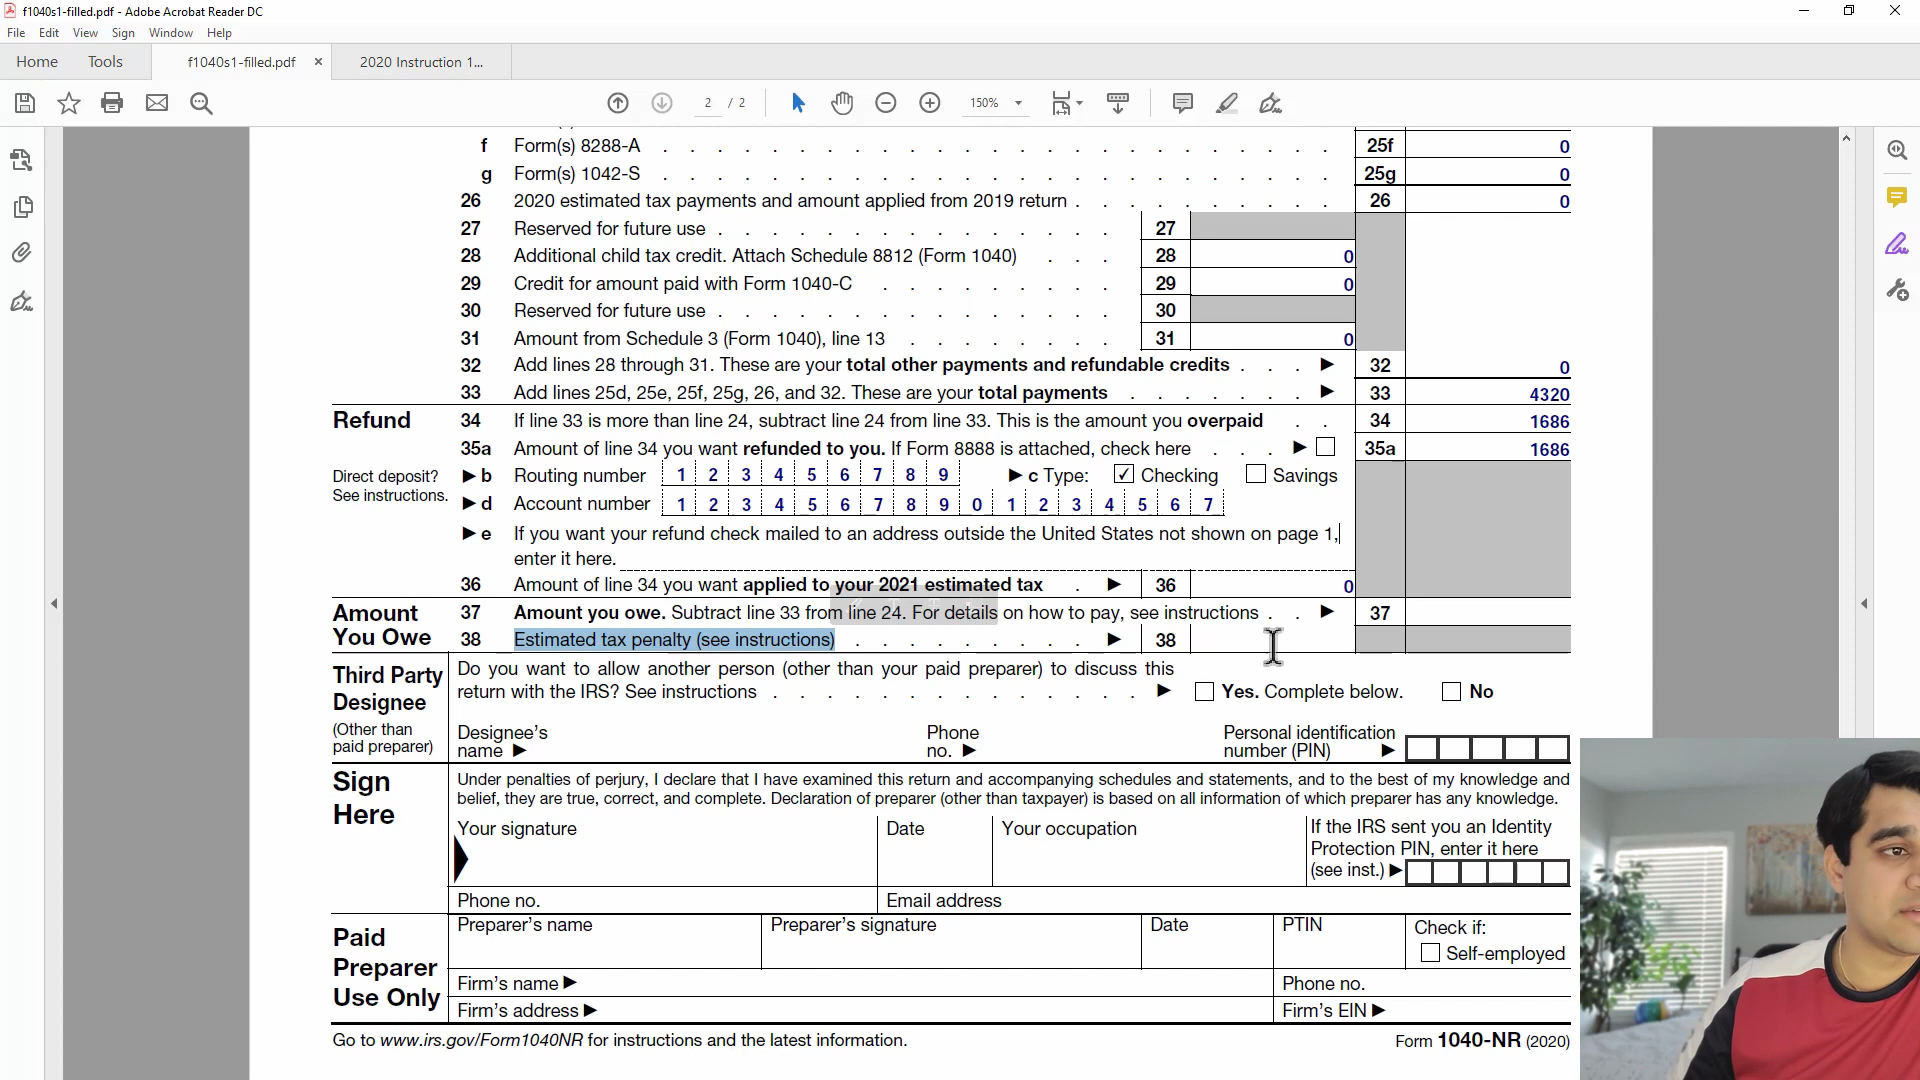 f1040s1-filled.pdf - Adobe Acrobat Reader DC
File Edit View Sign Window Help
Home Tools f1040s1-filled.pdf × 2020 Instruction 1...
2 / 2 150%
f Form(s) 8288-A . . . . . . . . . . . . . . . . . . . . . . . . . 25f 0
g Form(s) 1042-S . . . . . . . . . . . . . . . . . . . . . . . . . 25g 0
26 2020 estimated tax payments and amount applied from 2019 return . . . . . . . . . . 26 0
27 Reserved for future use . . . . . . . . . . . . . . . 27
28 Additional child tax credit. Attach Schedule 8812 (Form 1040) . . . 28 0
29 Credit for amount paid with Form 1040-C . . . . . . . . . 29 0
30 Reserved for future use . . . . . . . . . . . . . . . 30
31 Amount from Schedule 3 (Form 1040), line 13 . . . . . . . . 31 0
32 Add lines 28 through 31. These are your total other payments and refundable credits . . . ▶ 32 0
33 Add lines 25d, 25e, 25f, 25g, 26, and 32. These are your total payments . . . . . . . ▶ 33 4320
Refund 34 If line 33 is more than line 24, subtract line 24 from line 33. This is the amount you overpaid . . 34 1686
35a Amount of line 34 you want refunded to you. If Form 8888 is attached, check here . . . ▶ 35a 1686
Direct deposit? See instructions.
▶ b Routing number 1 2 3 4 5 6 7 8 9 ▶ c Type: ✓ Checking Savings
▶ d Account number 1 2 3 4 5 6 7 8 9 0 1 2 3 4 5 6 7
▶ e If you want your refund check mailed to an address outside the United States not shown on page 1,
enter it here.
36 Amount of line 34 you want applied to your 2021 estimated tax . ▶ 36 0
Amount You Owe
37 Amount you owe. Subtract line 33 from line 24. For details on how to pay, see instructions . . ▶ 37
38 Estimated tax penalty (see instructions) . . . . . . . . . ▶ 38
Third Party Designee
(Other than paid preparer)
Do you want to allow another person (other than your paid preparer) to discuss this
return with the IRS? See instructions . . . . . . . . . . . . . . ▶ Yes. Complete below. No
Designee's name ▶ Phone no. ▶ Personal identification number (PIN) ▶
Sign Here
Under penalties of perjury, I declare that I have examined this return and accompanying schedules and statements, and to the best of my knowledge and
belief, they are true, correct, and complete. Declaration of preparer (other than taxpayer) is based on all information of which preparer has any knowledge.
Your signature Date Your occupation If the IRS sent you an Identity
Protection PIN, enter it here
(see inst.) ▶
Phone no. Email address
Paid Preparer Use Only
Preparer's name Preparer's signature Date PTIN Check if:
Self-employed
Firm's name ▶ Phone no.
Firm's address ▶ Firm's EIN ▶
Go to www.irs.gov/Form1040NR for instructions and the latest information. Form 1040-NR (2020)